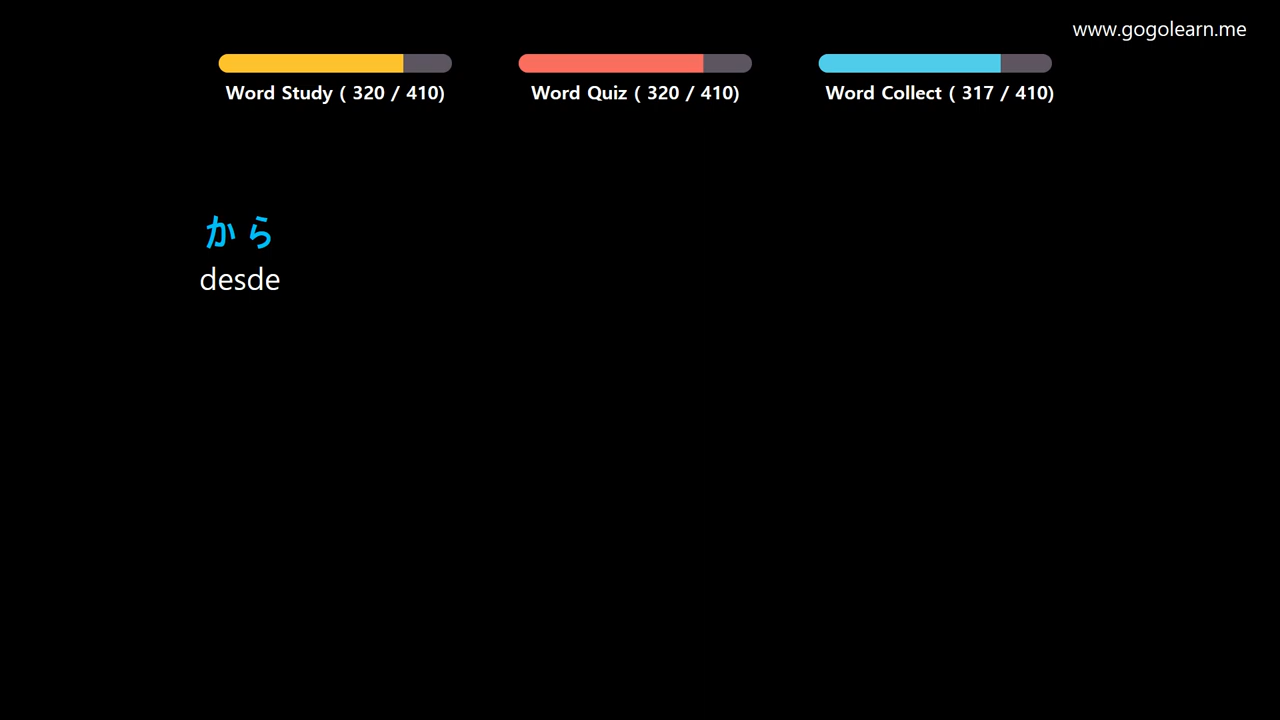 www.gogolearn.me
Word Study ( 320 / 410)
Word Quiz ( 320 / 410)
Word Collect ( 317 / 410)
から
desde